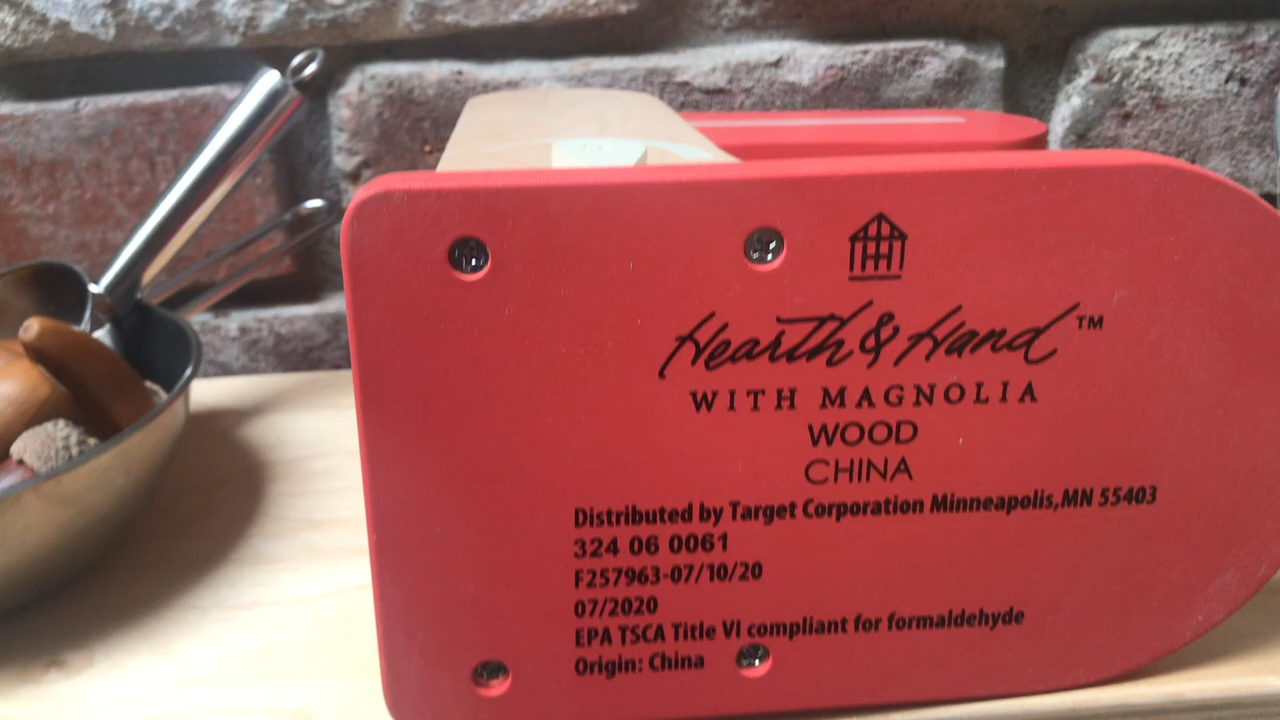 Hearth & Hand™
WITH MAGNOLIA
WOOD
CHINA
Distributed by Target Corporation Minneapolis,MN 55403
324 06 0061
F257963-07/10/20
07/2020
EPA TSCA Title VI compliant for formaldehyde
Origin: China